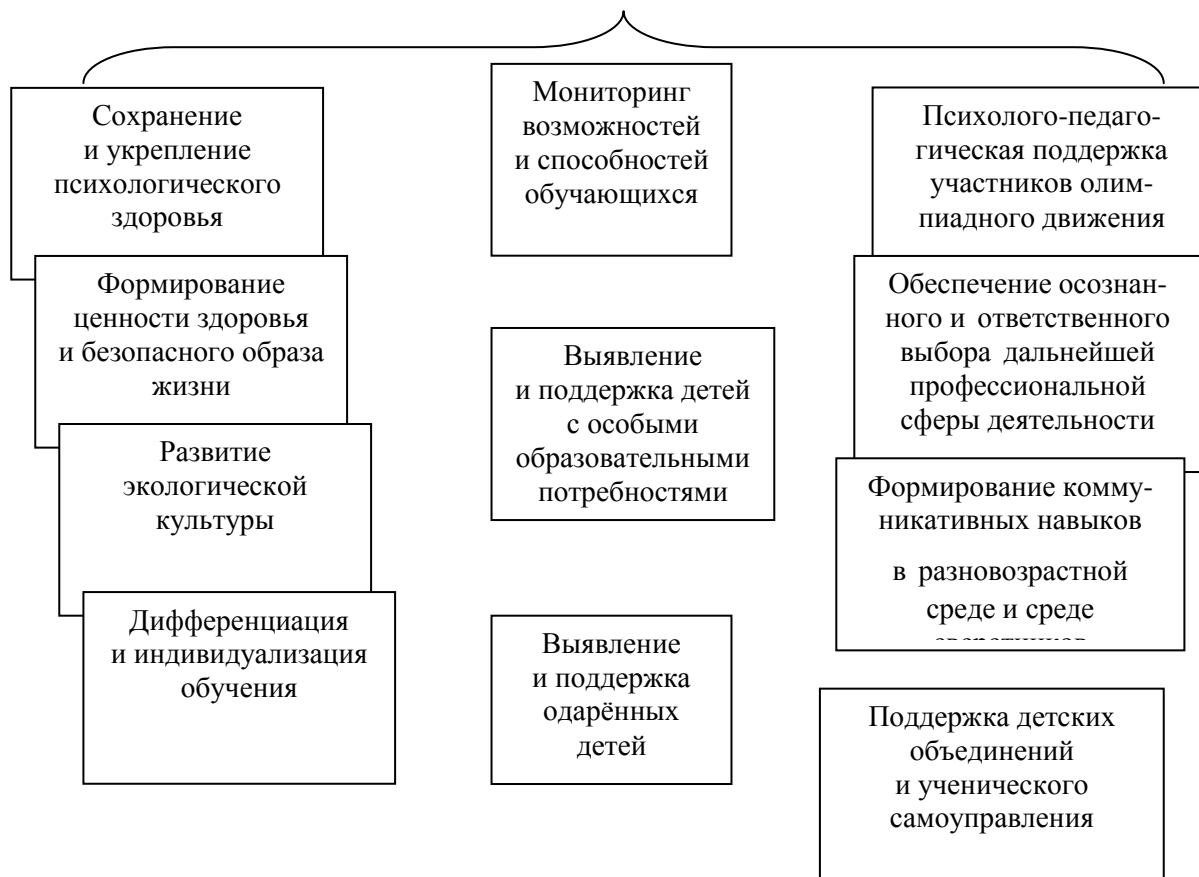 Сохранение
и укрепление
психологического
здоровья
Формирование
ценности здоровья
и безопасного образа
жизни
Развитие
экологической
культуры
Дифференциация
и индивидуализация
обучения
Мониторинг
возможностей
и способностей
обучающихся
Выявление
и поддержка детей
с особыми
образовательными
потребностями
Выявление
и поддержка
одарённых
детей
Психолого-педаго-
гическая поддержка
участников олим-
пиадного движения
Обеспечение осознан-
ного и ответственного
выбора дальнейшей
профессиональной
сферы деятельности
Формирование комму-
никативных навыков
в разновозрастной
среде и среде
Поддержка детских
объединений
и ученического
самоуправления